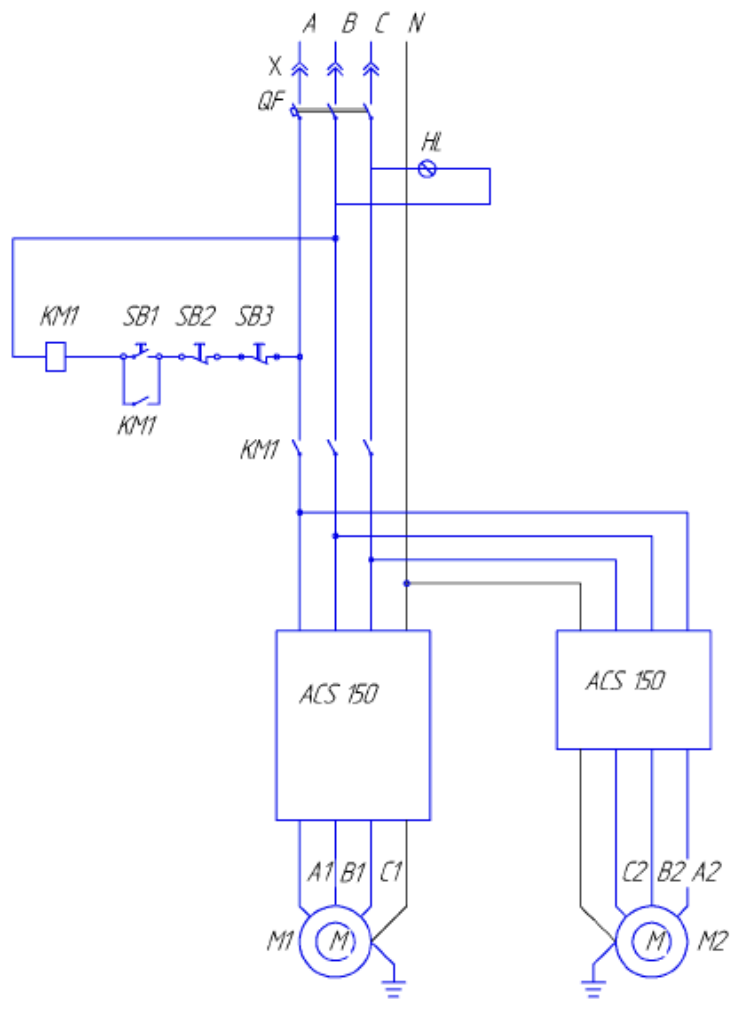 A B C N
X
QF
HL
KM1 SB1 SB2 SB3
KM1
KM1
ACS 150 ACS 150
A1 B1 C1 C2 B2 A2
M1 M M M2